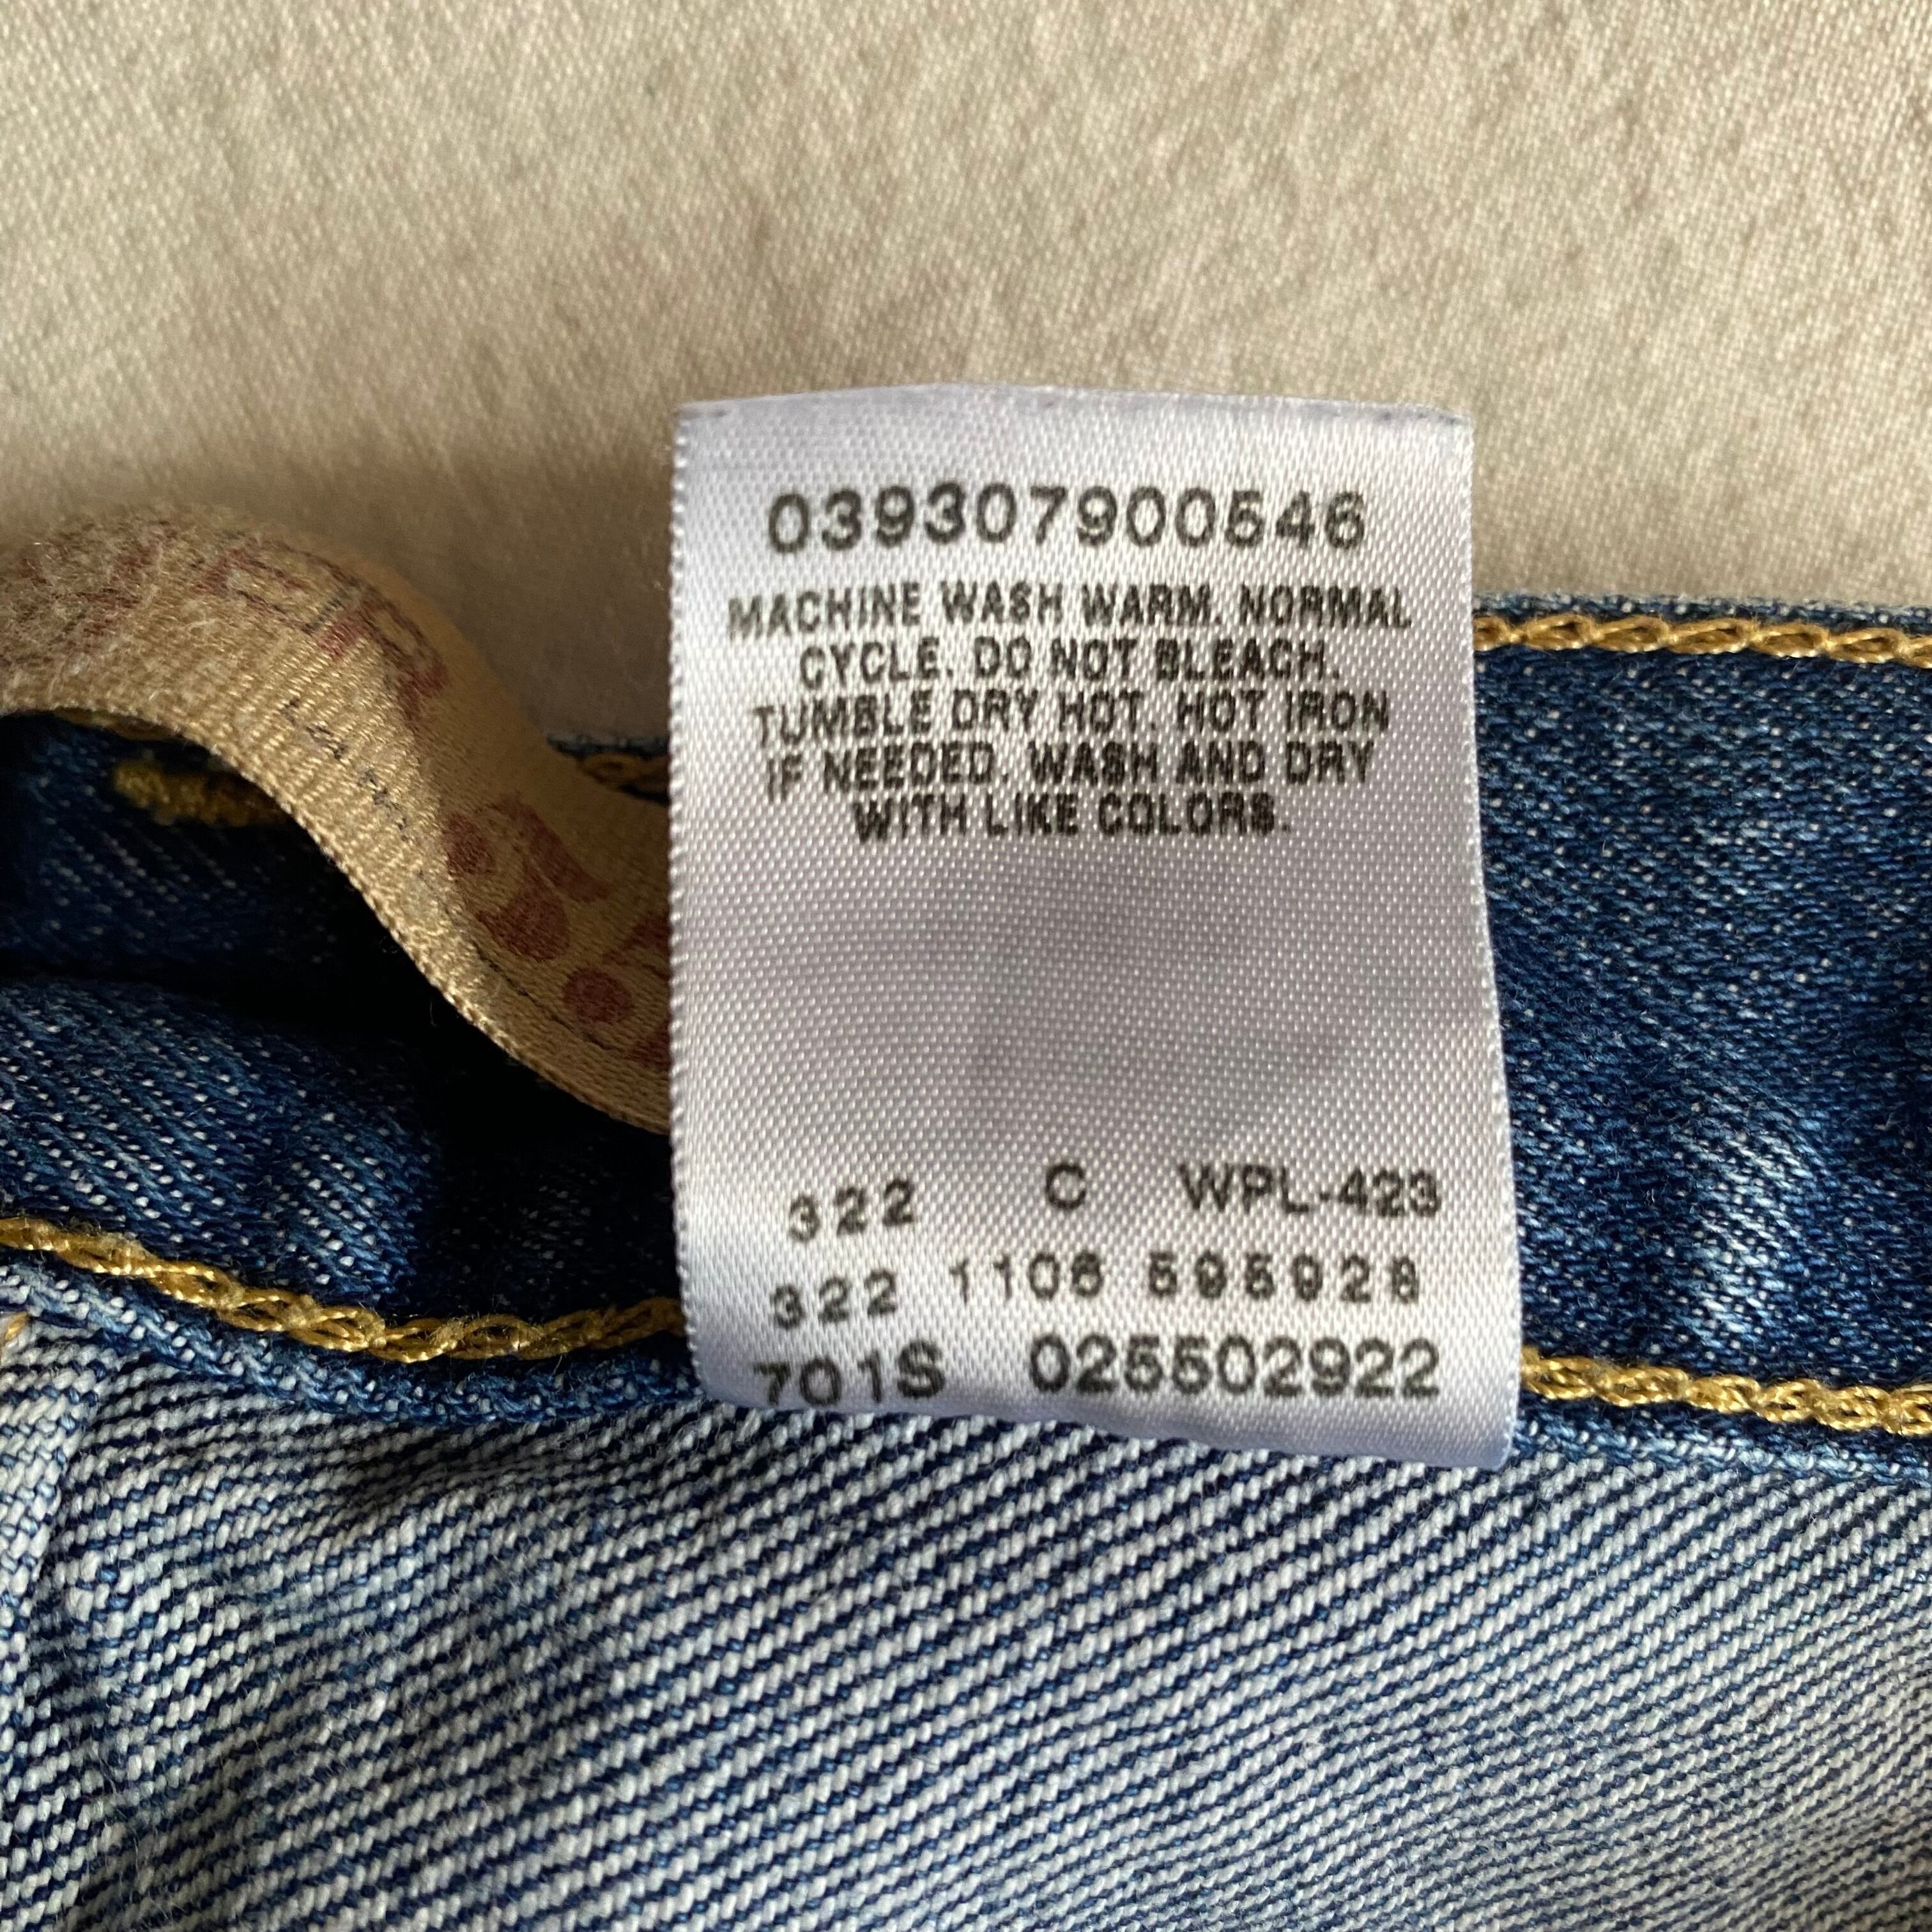 039307900546
MACHINE WASH WARM. NORMAL
CYCLE. DO NOT BLEACH.
TUMBLE DRY HOT. HOT IRON
IF NEEDED. WASH AND DRY
WITH LIKE COLORS.
322 C WPL-423
322 1106 595928
701S 025502922